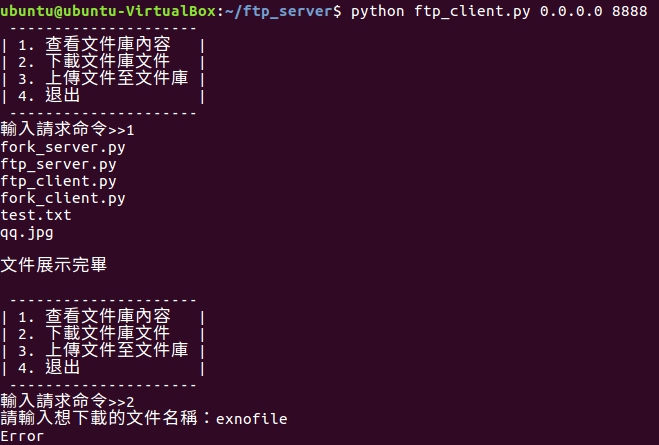 ubuntu@ubuntu-VirtualBox:~/ftp_server$ python ftp_client.py 0.0.0.0 8888
 ---------------------
| 1. 查看文件庫內容   |
| 2. 下載文件庫文件   |
| 3. 上傳文件至文件庫 |
| 4. 退出             |
 ---------------------
輸入請求命令>>1
fork_server.py
ftp_server.py
ftp_client.py
fork_client.py
test.txt
qq.jpg
文件展示完畢
 ---------------------
| 1. 查看文件庫內容   |
| 2. 下載文件庫文件   |
| 3. 上傳文件至文件庫 |
| 4. 退出             |
 ---------------------
輸入請求命令>>2
請輸入想下載的文件名稱：exnofile
Error